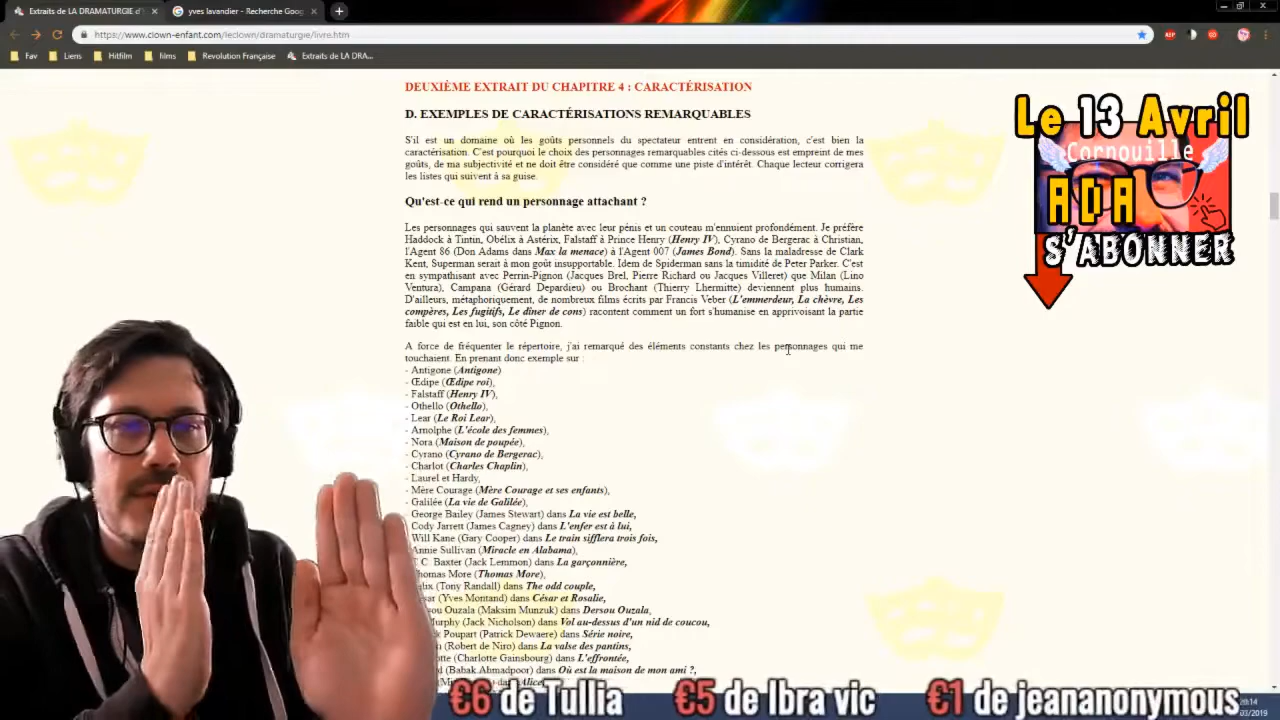 Extraits de LA DRAMATURGIE d'
yves lavandier - Recherche Goog
https://www.clown-enfant.com/leclown/dramaturgie/livre.htm
Fav
Liens
Hitfilm
films
Revolution Française
Extraits de LA DRA...
DEUXIÈME EXTRAIT DU CHAPITRE 4 : CARACTÉRISATION
D. EXEMPLES DE CARACTÉRISATIONS REMARQUABLES
S'il est un domaine où les goûts personnels du spectateur entrent en considération, c'est bien la
caractérisation. C'est pourquoi le choix des personnages remarquables cités ci-dessous est empreint de mes
goûts, de ma subjectivité et ne doit être considéré que comme une piste d'intérêt. Chaque lecteur corrigera
les listes qui suivent à sa guise.
Qu'est-ce qui rend un personnage attachant ?
Les personnages qui sauvent la planète avec leur pénis et un couteau m'ennuient profondément. Je préfère
Haddock à Tintin, Obélix à Astérix, Falstaff à Prince Henry (Henry IV), Cyrano de Bergerac à Christian,
l'Agent 86 (Don Adams dans Max la menace) à l'Agent 007 (James Bond). Sans la maladresse de Clark
Kent, Superman serait à mon goût insupportable. Idem de Spiderman sans la timidité de Peter Parker. C'est
en sympathisant avec Perrin-Pignon (Jacques Brel, Pierre Richard ou Jacques Villeret) que Milan (Lino
Ventura), Campana (Gérard Depardieu) ou Brochant (Thierry Lhermitte) deviennent plus humains.
D'ailleurs, métaphoriquement, de nombreux films écrits par Francis Veber (L'emmerdeur, La chèvre, Les
compères, Les fugitifs, Le dîner de cons) racontent comment un fort s'humanise en apprivoisant la partie
faible qui est en lui, son côté Pignon.
A force de fréquenter le répertoire, j'ai remarqué des éléments constants chez les personnages qui me
touchaient. En prenant donc exemple sur :
- Antigone (Antigone)
- Œdipe (Œdipe roi),
- Falstaff (Henry IV),
- Othello (Othello),
- Lear (Le Roi Lear),
- Arnolphe (L'école des femmes),
- Nora (Maison de poupée),
- Cyrano (Cyrano de Bergerac),
- Charlot (Charles Chaplin),
- Laurel et Hardy,
- Mère Courage (Mère Courage et ses enfants),
- Galilée (La vie de Galilée),
- George Bailey (James Stewart) dans La vie est belle,
- Cody Jarrett (James Cagney) dans L'enfer est à lui,
Will Kane (Gary Cooper) dans Le train sifflera trois fois,
Annie Sullivan (Miracle en Alabama),
C. Baxter (Jack Lemmon) dans La garçonnière,
Thomas More (Thomas More),
(Tony Randall) dans The odd couple,
(Yves Montand) dans César et Rosalie,
Ouzala (Maksim Munzuk) dans Dersou Ouzala,
Murphy (Jack Nicholson) dans Vol au-dessus d'un nid de coucou,
Poupart (Patrick Dewaere) dans Série noire,
(Robert de Niro) dans La valse des pantins,
(Charlotte Gainsbourg) dans L'effrontée,
(Babak Ahmadpoor) dans Où est la maison de mon ami ?,
dans Alice,
Le 13 Avril
Cornouille
ADA
S'ABONNER
€6 de Tullia
€5 de Ibra vic
€1 de jeananonymous